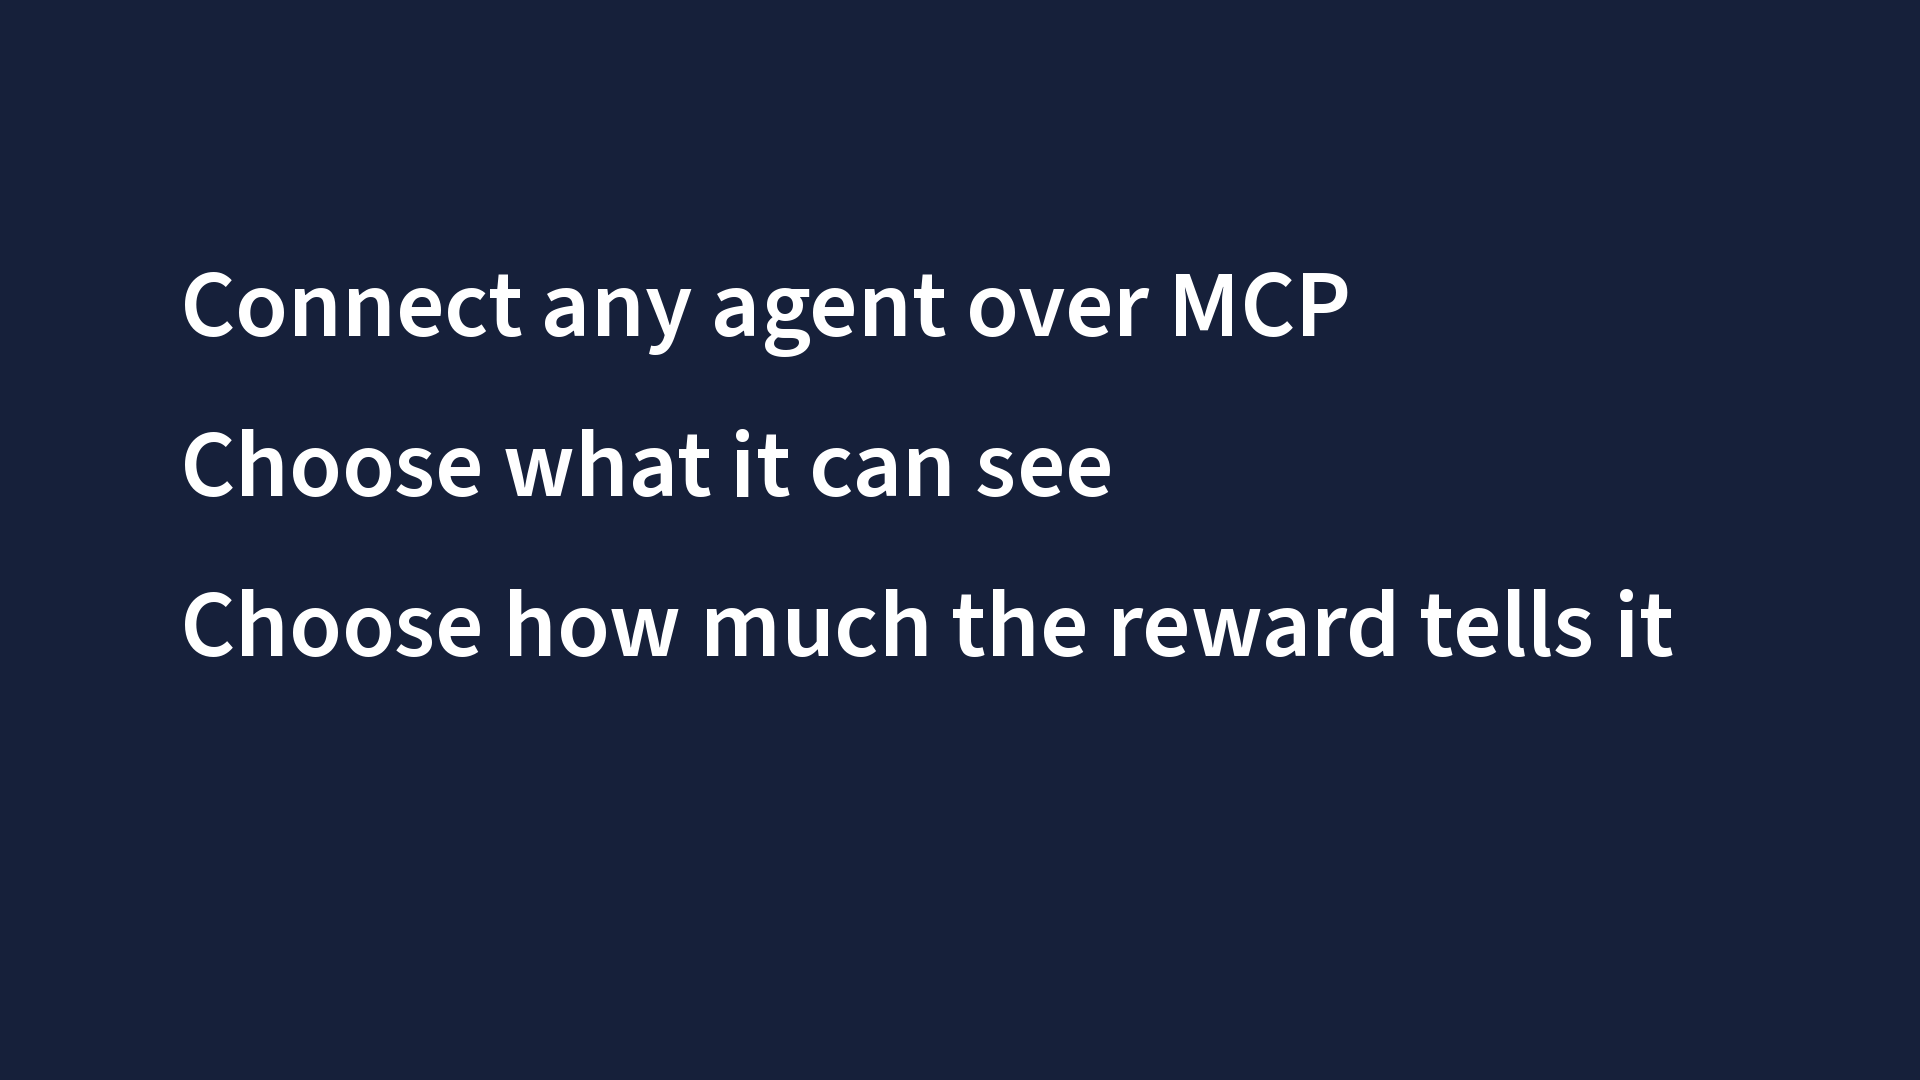 Connect any agent over MCP
Choose what it can see
Choose how much the reward tells it